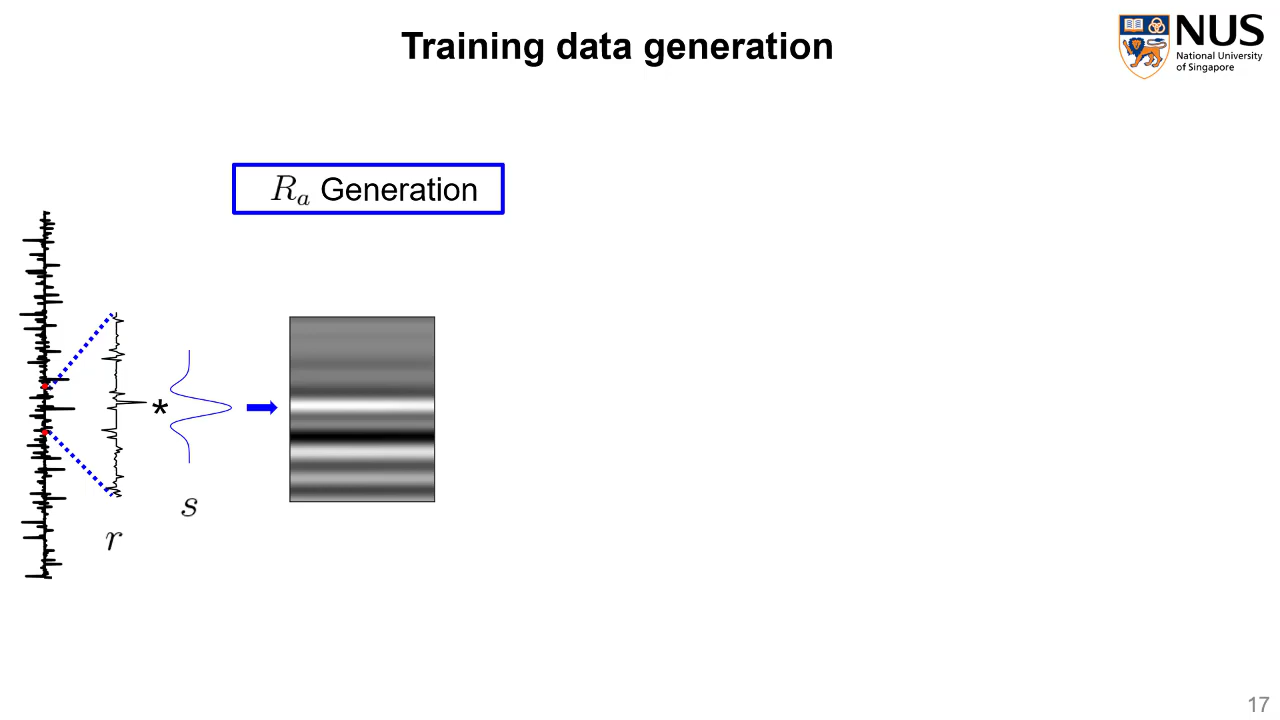 Training data generation
NUS
National University
of Singapore
R_a Generation
*
s
r
17